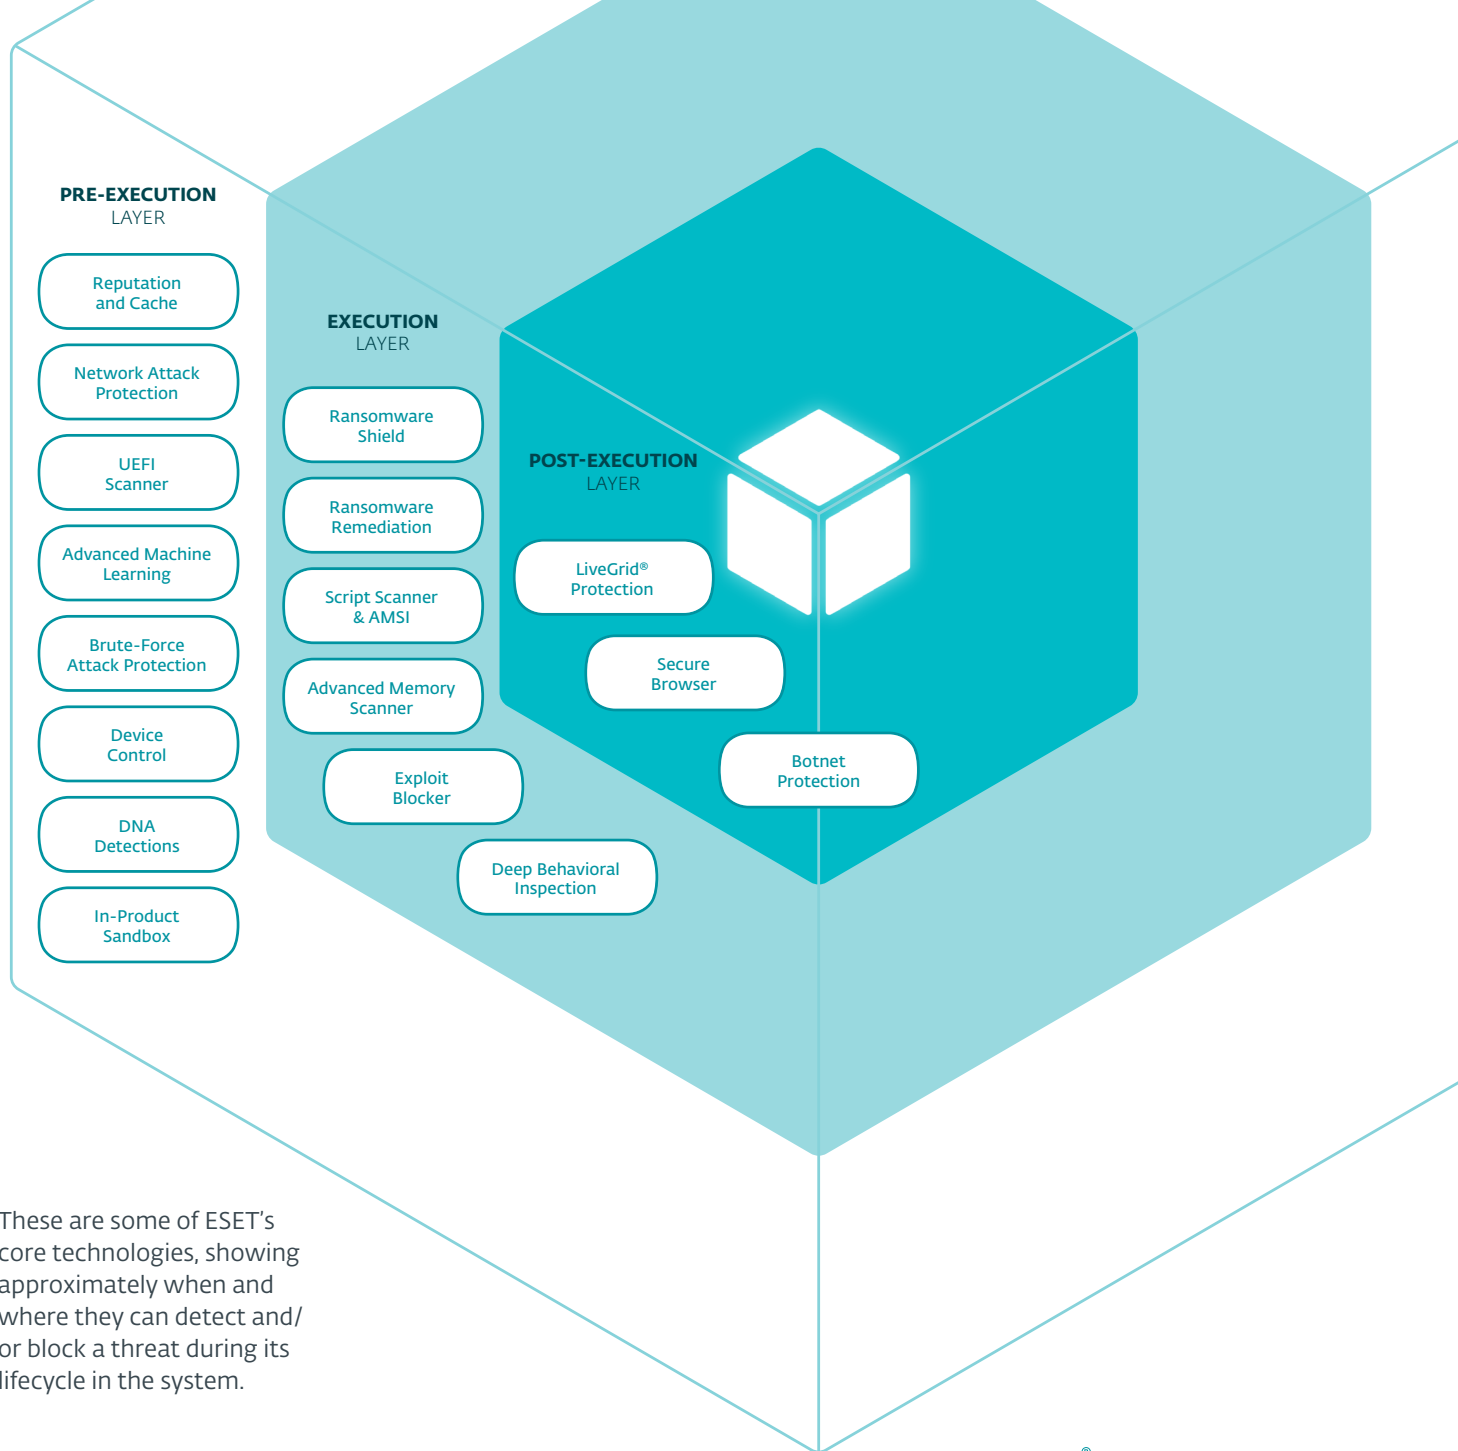 PRE-EXECUTION
LAYER
Reputation
and Cache
Network Attack
Protection
UEFI
Scanner
Advanced Machine
Learning
Brute-Force
Attack Protection
Device
Control
DNA
Detections
In-Product
Sandbox
EXECUTION
LAYER
Ransomware
Shield
Ransomware
Remediation
Script Scanner
& AMSI
Advanced Memory
Scanner
Exploit
Blocker
Deep Behavioral
Inspection
POST-EXECUTION
LAYER
LiveGrid®
Protection
Secure
Browser
Botnet
Protection
These are some of ESET’s
core technologies, showing
approximately when and
where they can detect and/
or block a threat during its
lifecycle in the system.
®